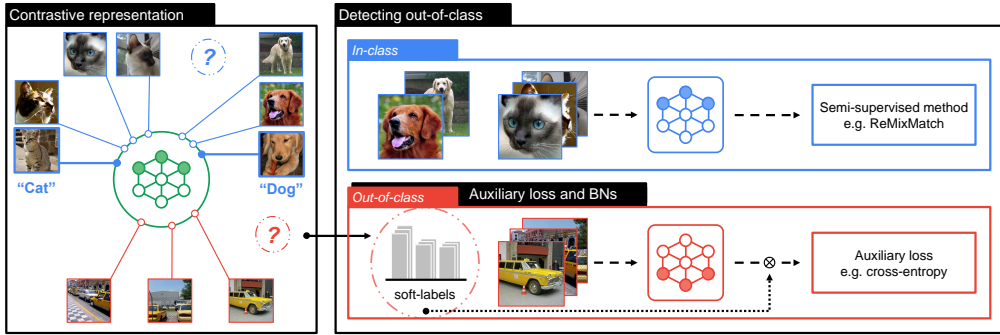 Contrastive representation
?
"Cat"
"Dog"
?
Detecting out-of-class
In-class
Semi-supervised method
e.g. ReMixMatch
Out-of-class
Auxiliary loss and BNs
soft-labels
Auxiliary loss
e.g. cross-entropy